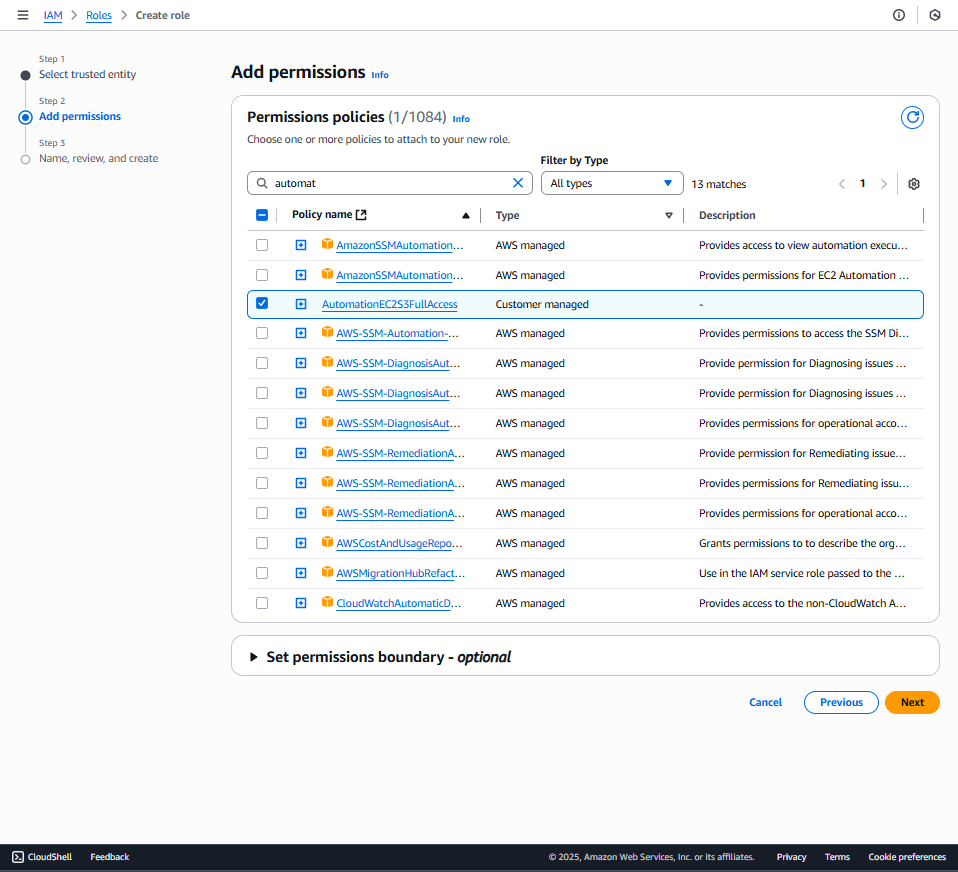 IAM > Roles > Create role
Step 1
Select trusted entity
Step 2
Add permissions
Step 3
Name, review, and create
Add permissions Info
Permissions policies (1/1084) Info
Choose one or more policies to attach to your new role.
Filter by Type
automat
All types
13 matches
1
Policy name
Type
Description
AmazonSSMAutomation... AWS managed Provides access to view automation execu...
AmazonSSMAutomation... AWS managed Provides permissions for EC2 Automation ...
AutomationEC2S3FullAccess Customer managed -
AWS-SSM-Automation-... AWS managed Provides permissions to access the SSM Di...
AWS-SSM-DiagnosisAut... AWS managed Provide permission for Diagnosing issues ...
AWS-SSM-DiagnosisAut... AWS managed Provide permission for Diagnosing issues ...
AWS-SSM-DiagnosisAut... AWS managed Provides permissions for operational acco...
AWS-SSM-RemediationA... AWS managed Provide permission for Remediating issue...
AWS-SSM-RemediationA... AWS managed Provides permissions for Remediating issu...
AWS-SSM-RemediationA... AWS managed Provides permissions for operational acco...
AWSCostAndUsageRepo... AWS managed Grants permissions to to describe the org...
AWSMigrationHubRefact... AWS managed Use in the IAM service role passed to the ...
CloudWatchAutomaticD... AWS managed Provides access to the non-CloudWatch A...
Set permissions boundary - optional
Cancel
Previous
Next
CloudShell
Feedback
© 2025, Amazon Web Services, Inc. or its affiliates.
Privacy
Terms
Cookie preferences